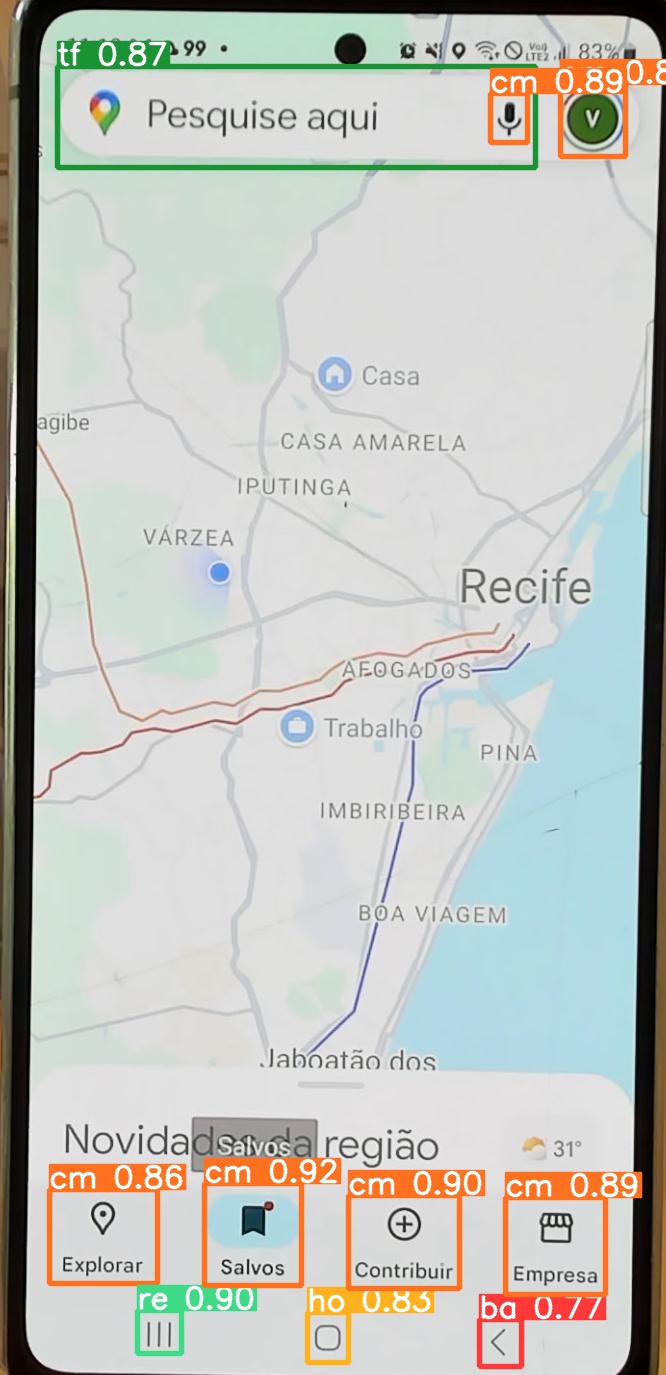 tf 0.87
99
Vol)
LTE2
83%
cm 0.89
Pesquise aqui
V
Casa
agibe
CASA AMARELA
IPUTINGA
VÁRZEA
Recife
AFOGADOS
Trabalho
PINA
IMBIRIBEIRA
BOA VIAGEM
Jaboatão dos
Novidades da região
Salvos
31°
cm 0.86
cm 0.92
cm 0.90
cm 0.89
Explorar
Salvos
Contribuir
Empresa
re 0.90
ho 0.83
ba 0.77